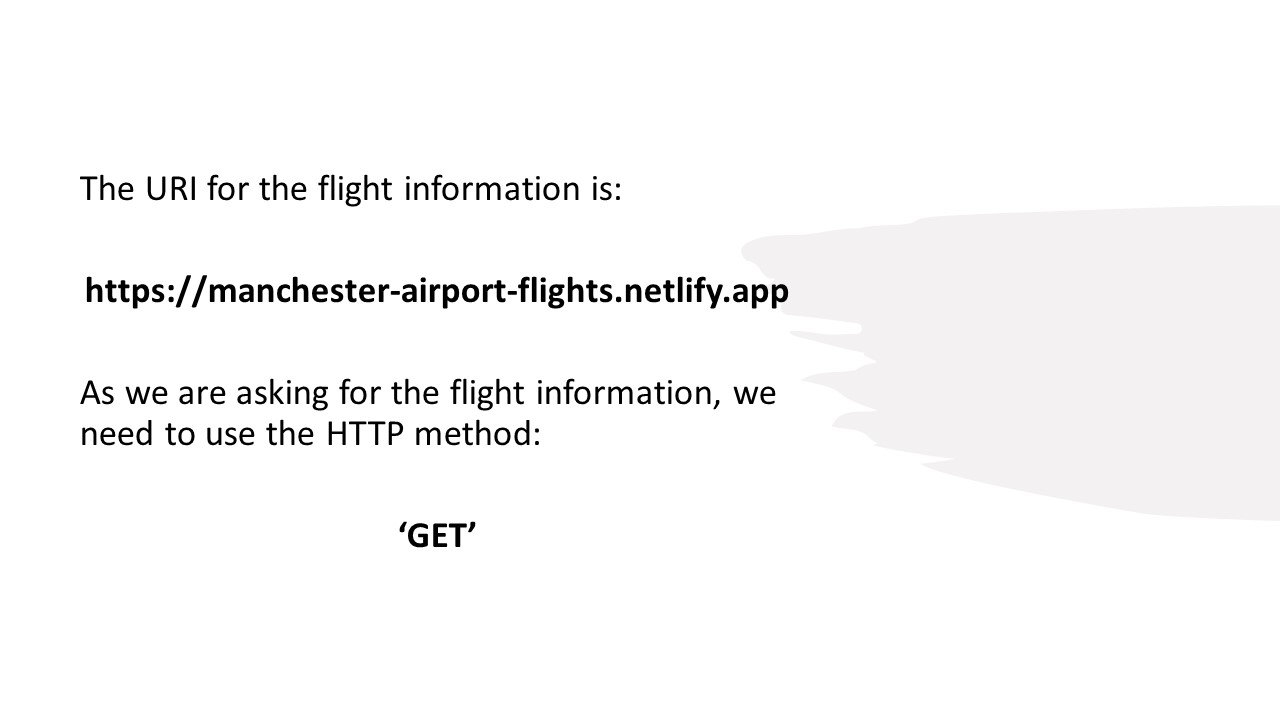 The URI for the flight information is:
https://manchester-airport-flights.netlify.app
As we are asking for the flight information, we
need to use the HTTP method:
‘GET’